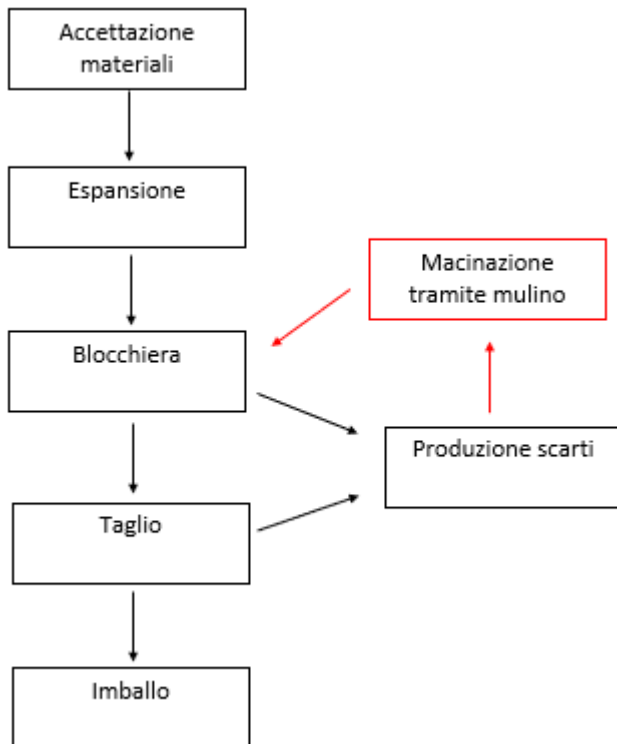 Accettazione
materiali
Espansione
Macinazione
tramite mulino
Blocchiera
Produzione scarti
Taglio
Imballo